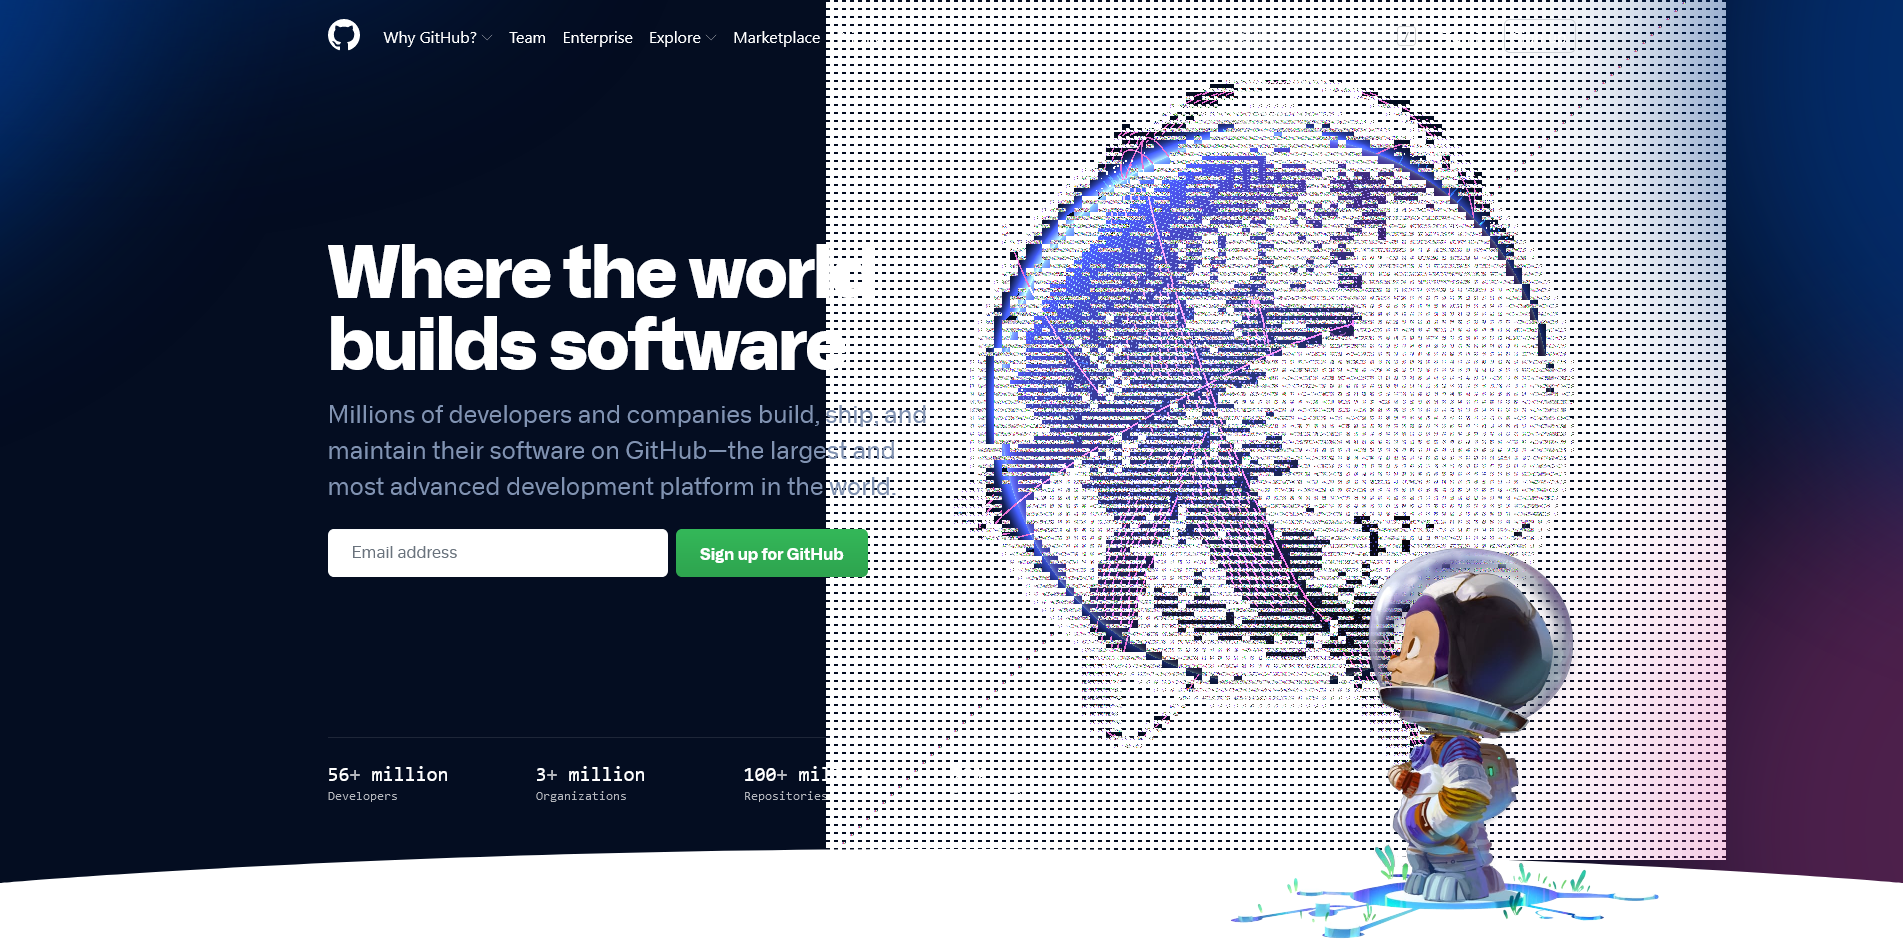 Why GitHub? Team Enterprise Explore Marketplace
Where the world
builds software
Millions of developers and companies build, ship, and
maintain their software on GitHub—the largest and
most advanced development platform in the world.
Email address Sign up for GitHub
56+ million 3+ million 100+
Developers Organizations Repositories